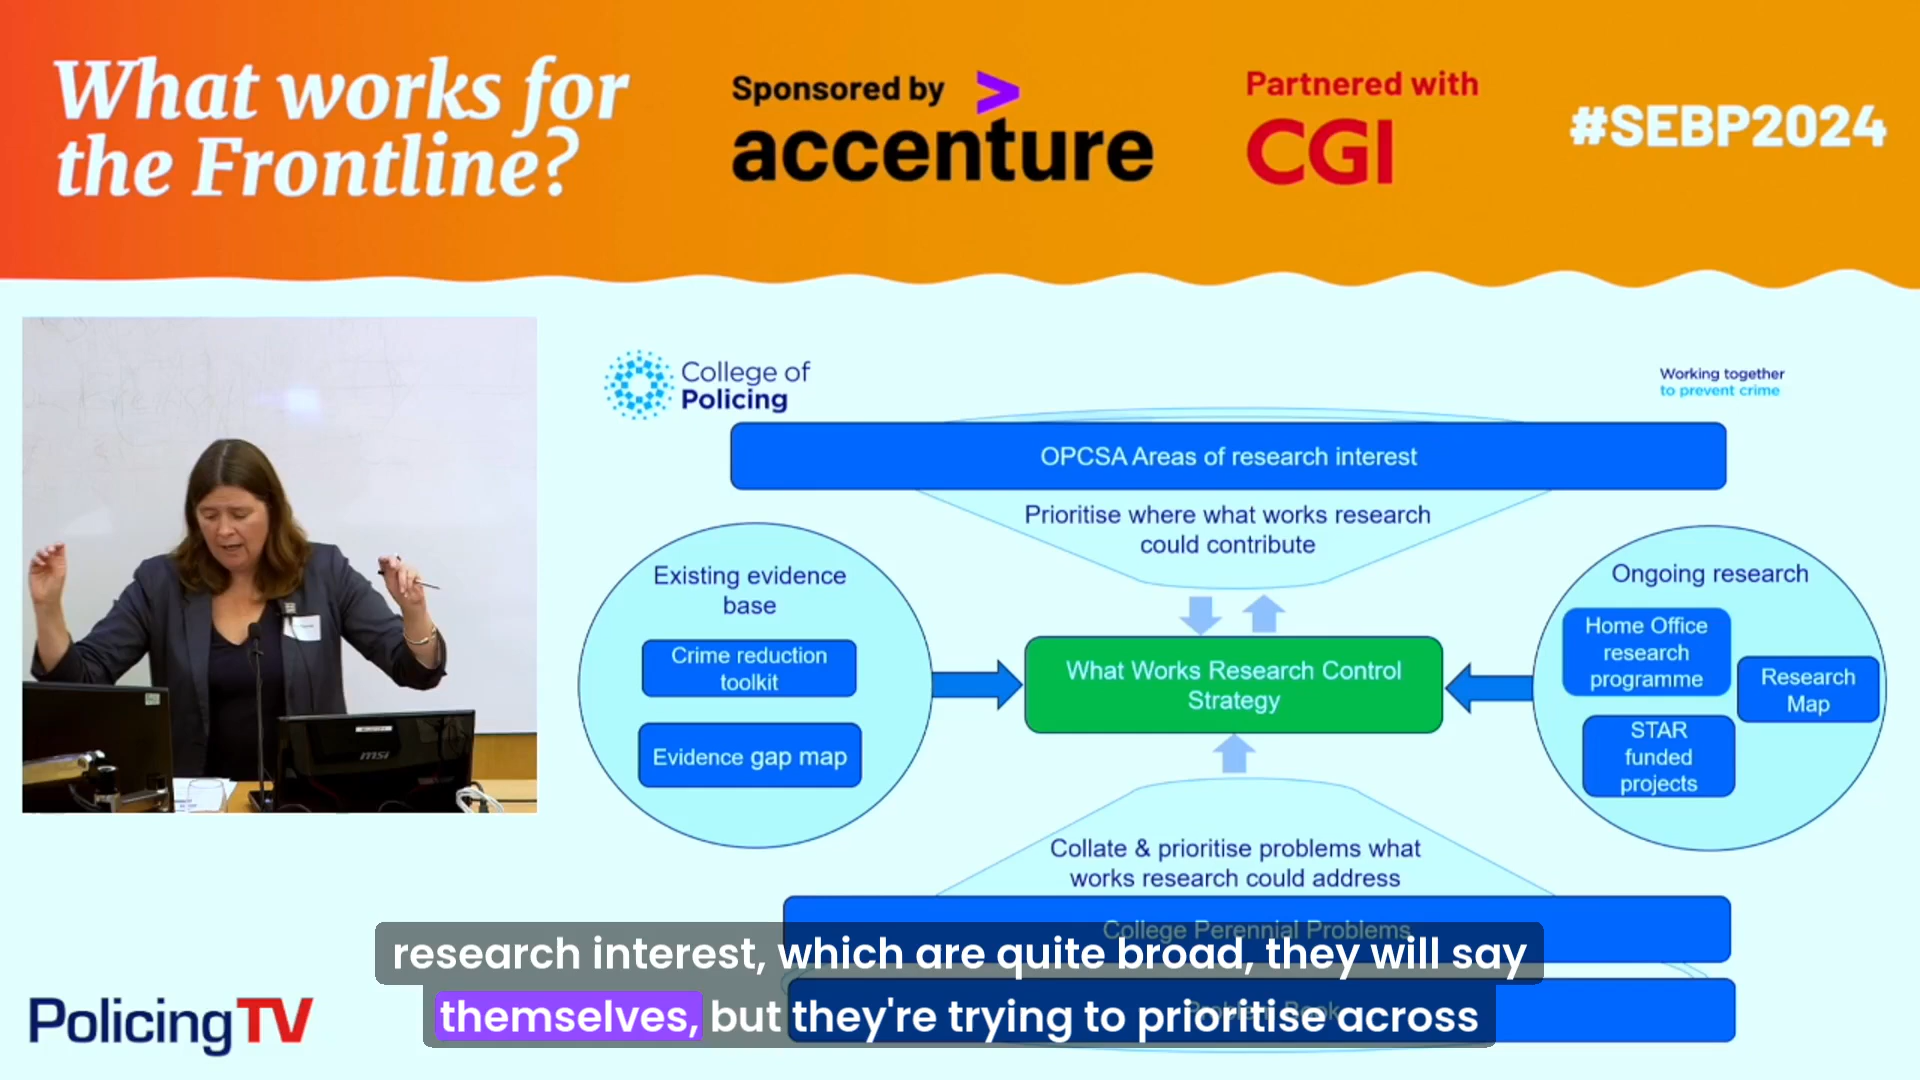 What works for
the Frontline?
Sponsored by
accenture
Partnered with
CGI
#SEBP2024
College of
Policing
Working together
to prevent crime
OPCSA Areas of research interest
Prioritise where what works research
could contribute
Existing evidence
base
Crime reduction
toolkit
Evidence gap map
What Works Research Control
Strategy
Ongoing research
Home Office
research
programme
Research
Map
STAR
funded
projects
Collate & prioritise problems what
works research could address
College Perennial Problems
research interest, which are quite broad, they will say
themselves, but they're trying to prioritise across
msi
PolicingTV